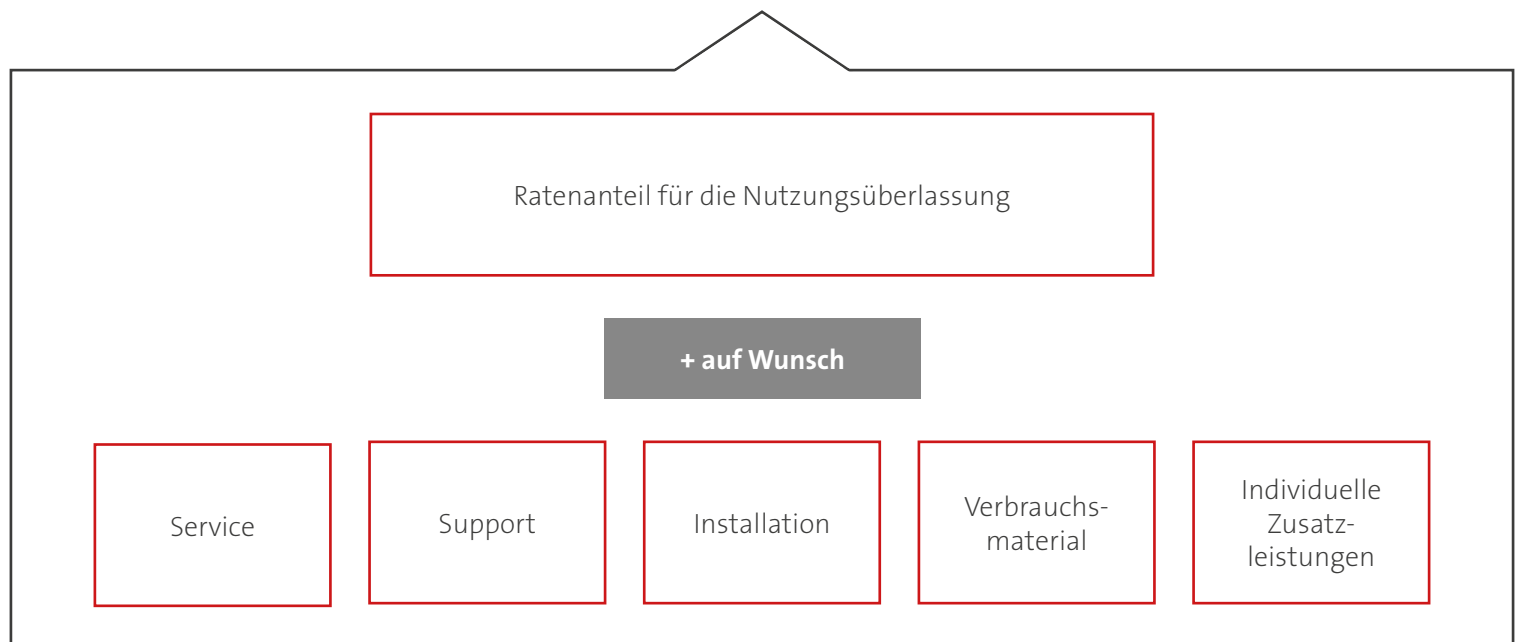 Ratenanteil für die Nutzungsüberlassung
+ auf Wunsch
Service
Support
Installation
Verbrauchs-
material
Individuelle
Zusatz-
leistungen